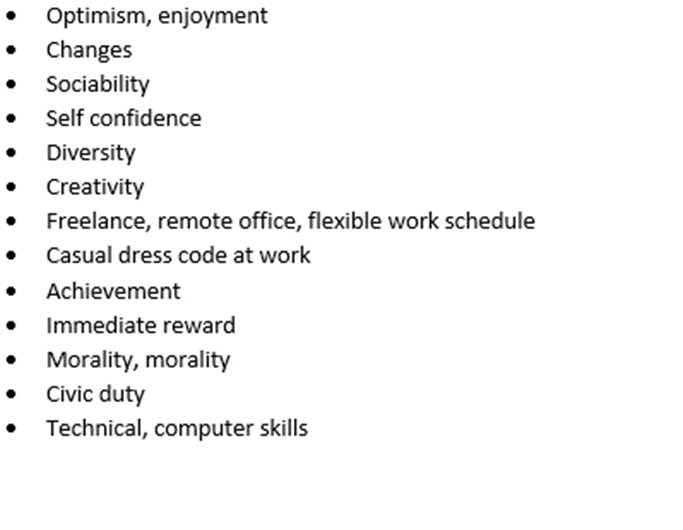 • Optimism, enjoyment
• Changes
• Sociability
• Self confidence
• Diversity
• Creativity
• Freelance, remote office, flexible work schedule
• Casual dress code at work
• Achievement
• Immediate reward
• Morality, morality
• Civic duty
• Technical, computer skills